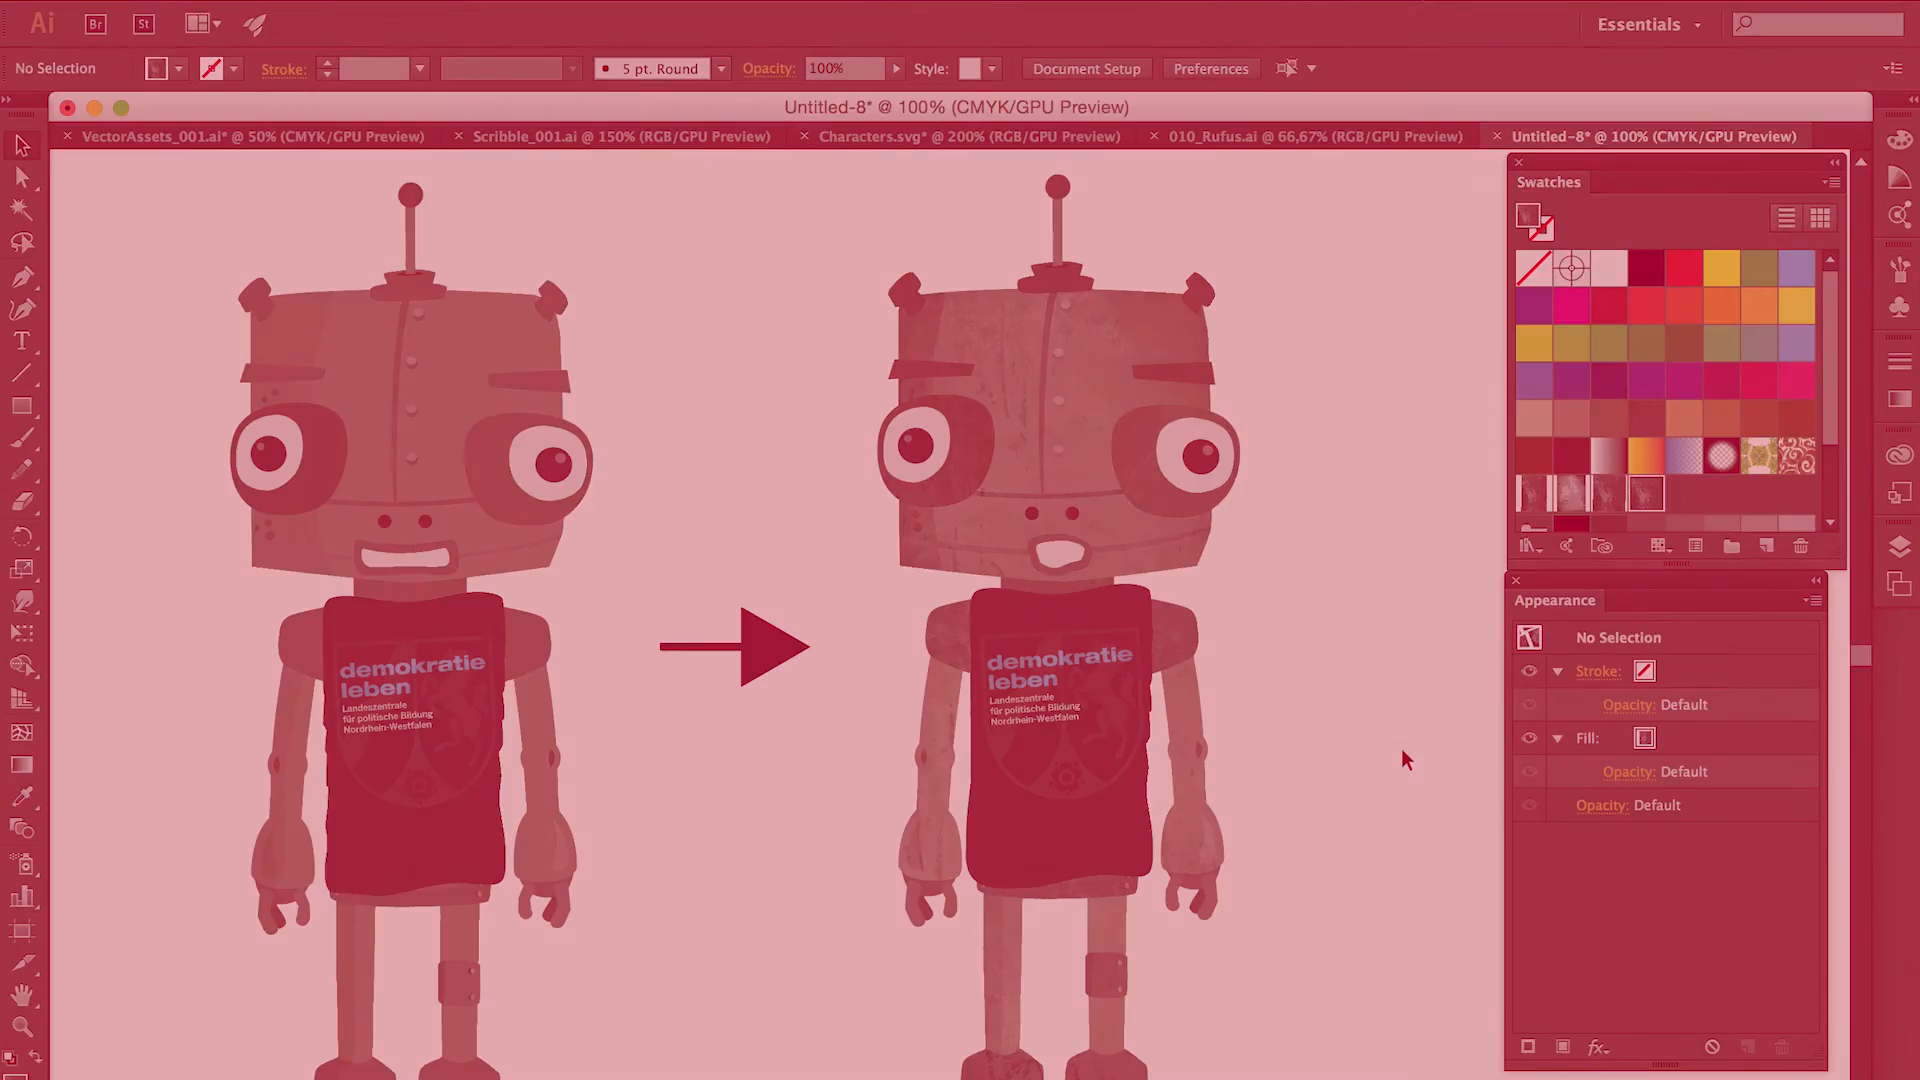 Ai Br St Essentials
No Selection Stroke: 5 pt. Round Opacity: 100% Style: Document Setup Preferences
Untitled-8* @ 100% (CMYK/GPU Preview)
VectorAssets_001.ai* @ 50% (CMYK/GPU Preview) Scribble_001.ai @ 150% (RGB/GPU Preview) Characters.svg* @ 200% (RGB/GPU Preview) 010_Rufus.ai @ 66,67% (RGB/GPU Preview) Untitled-8* @ 100% (CMYK/GPU Preview)
Swatches
demokratie
leben
Landeszentrale
für politische Bildung
Nordrhein-Westfalen
demokratie
leben
Landeszentrale
für politische Bildung
Nordrhein-Westfalen
Appearance
No Selection
Stroke:
Opacity: Default
Fill:
Opacity: Default
Opacity: Default
fx